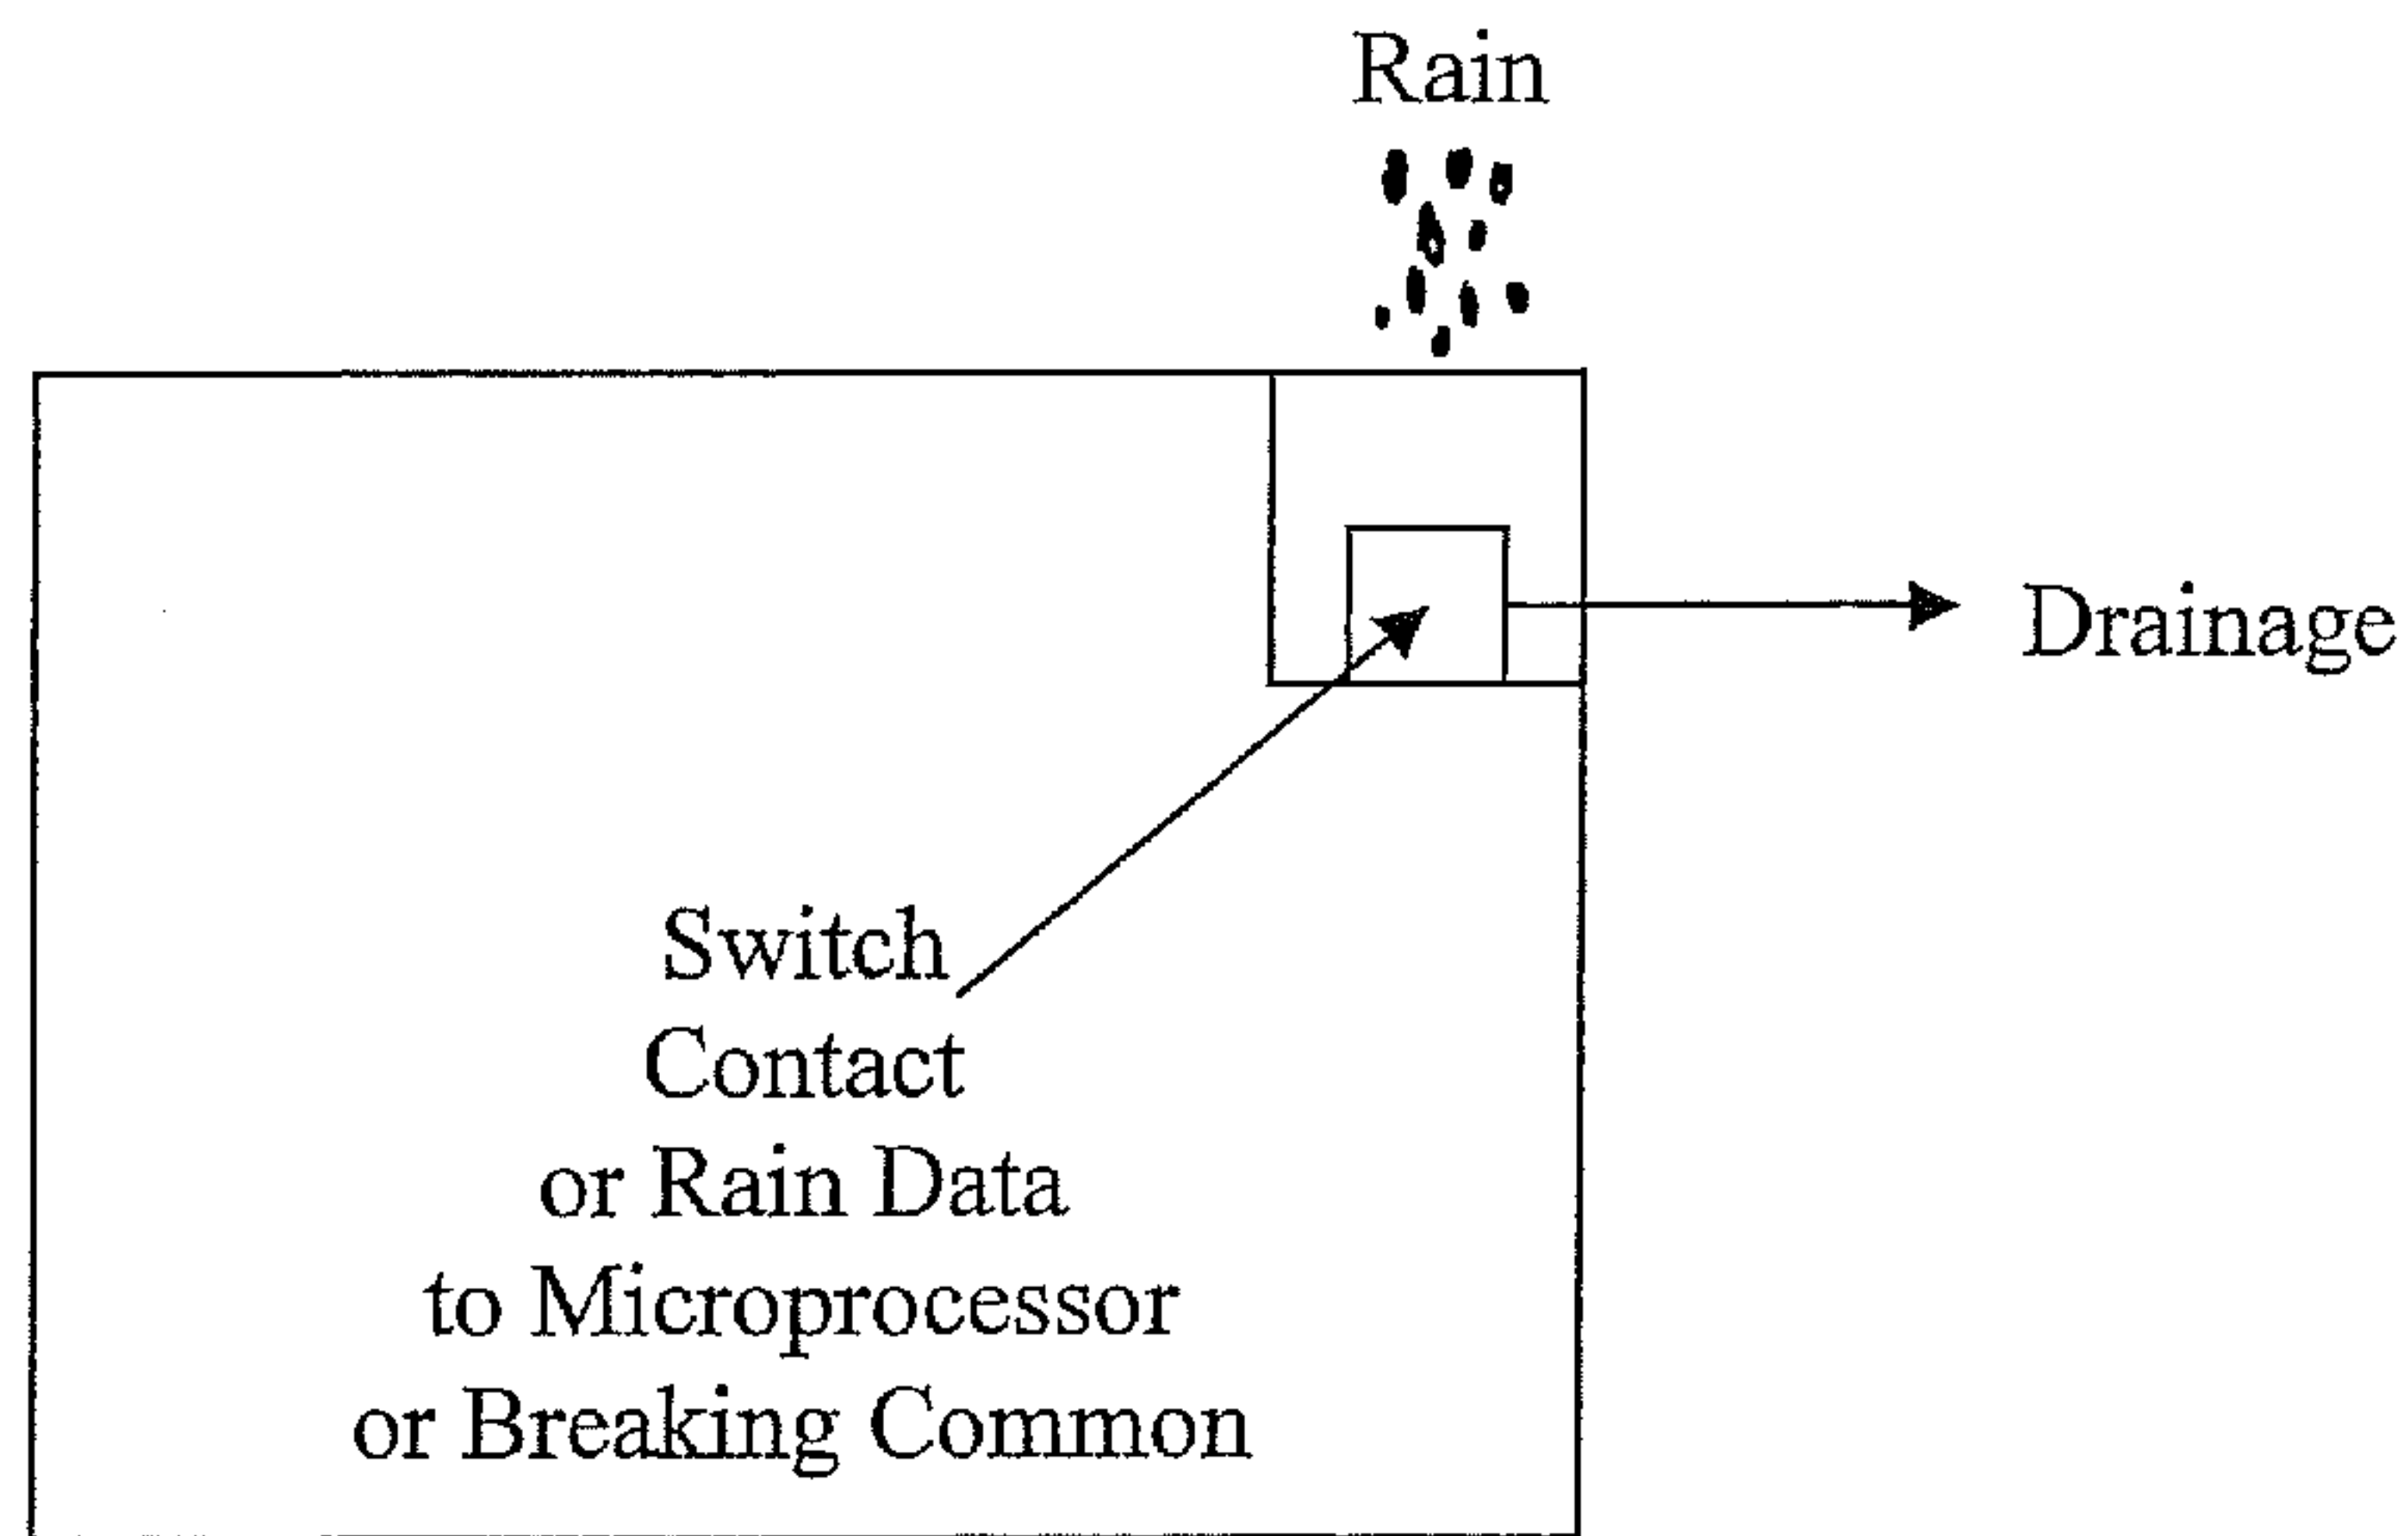 Rain
Drainage
Switch
Contact
or Rain Data
to Microprocessor
or Breaking Common